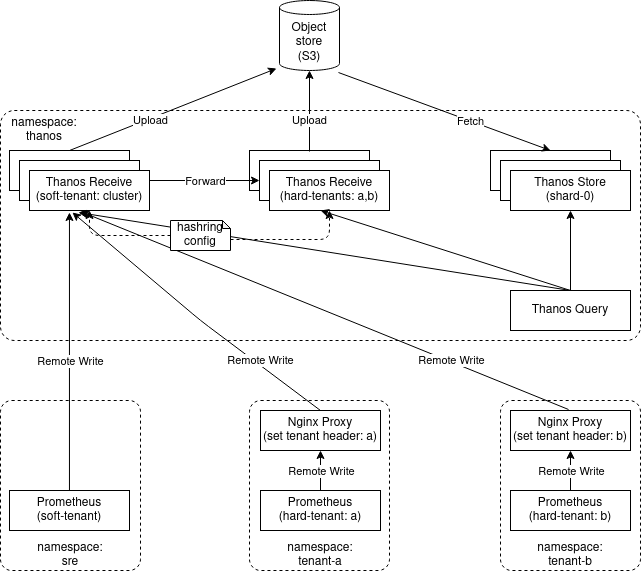 Object
store
(S3)
namespace:
thanos
Upload
Upload
Fetch
Thanos Receive
(soft-tenant: cluster)
Forward
Thanos Receive
(hard-tenants: a,b)
Thanos Store
(shard-0)
hashring
config
Thanos Query
Remote Write
Remote Write
Remote Write
Nginx Proxy
(set tenant header: a)
Nginx Proxy
(set tenant header: b)
Remote Write
Remote Write
Prometheus
(soft-tenant)
Prometheus
(hard-tenant: a)
Prometheus
(hard-tenant: b)
namespace:
sre
namespace:
tenant-a
namespace:
tenant-b